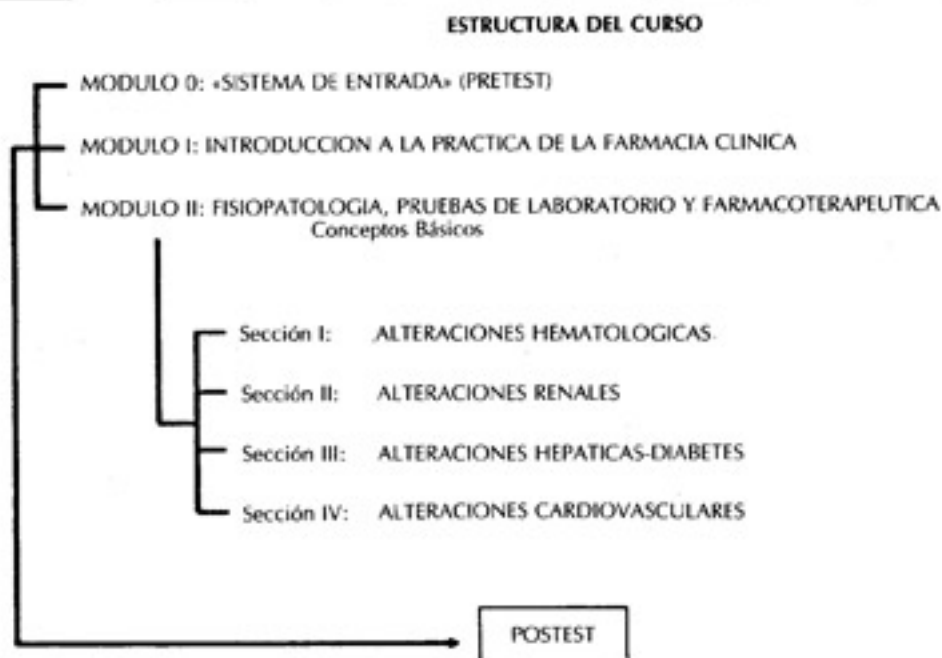 ESTRUCTURA DEL CURSO
MODULO 0: «SISTEMA DE ENTRADA» (PRETEST)
MODULO I: INTRODUCCION A LA PRACTICA DE LA FARMACIA CLINICA
MODULO II: FISIOPATOLOGIA, PRUEBAS DE LABORATORIO Y FARMACOTERAPEUTICA
Conceptos Básicos
Sección I: ALTERACIONES HEMATOLOGICAS
Sección II: ALTERACIONES RENALES
Sección III: ALTERACIONES HEPATICAS-DIABETES
Sección IV: ALTERACIONES CARDIOVASCULARES
POSTEST